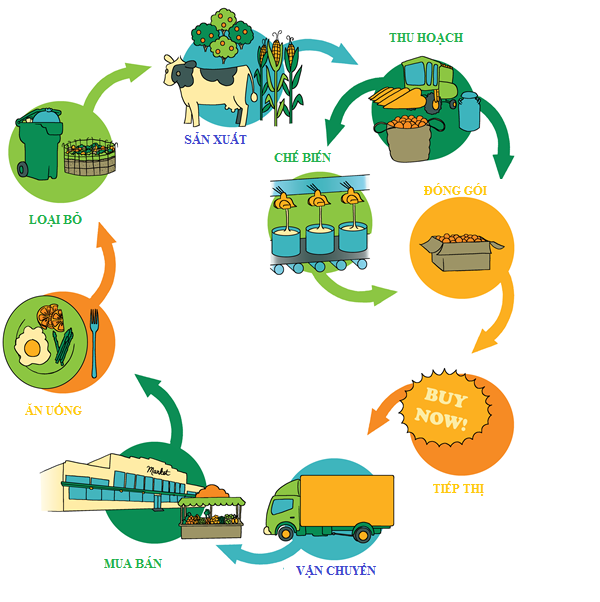 SẢN XUẤT
THU HOẠCH
CHẾ BIẾN
ĐÓNG GÓI
BUY
NOW!
TIẾP THỊ
VẬN CHUYỂN
Market
MUA BÁN
ĂN UỐNG
LOẠI BỎ